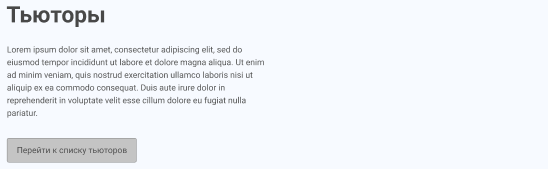 Тьюторы
Lorem ipsum dolor sit amet, consectetur adipiscing elit, sed do
eiusmod tempor incididunt ut labore et dolore magna aliqua. Ut enim
ad minim veniam, quis nostrud exercitation ullamco laboris nisi ut
aliquip ex ea commodo consequat. Duis aute irure dolor in
reprehenderit in voluptate velit esse cillum dolore eu fugiat nulla
pariatur.
Перейти к списку тьюторов